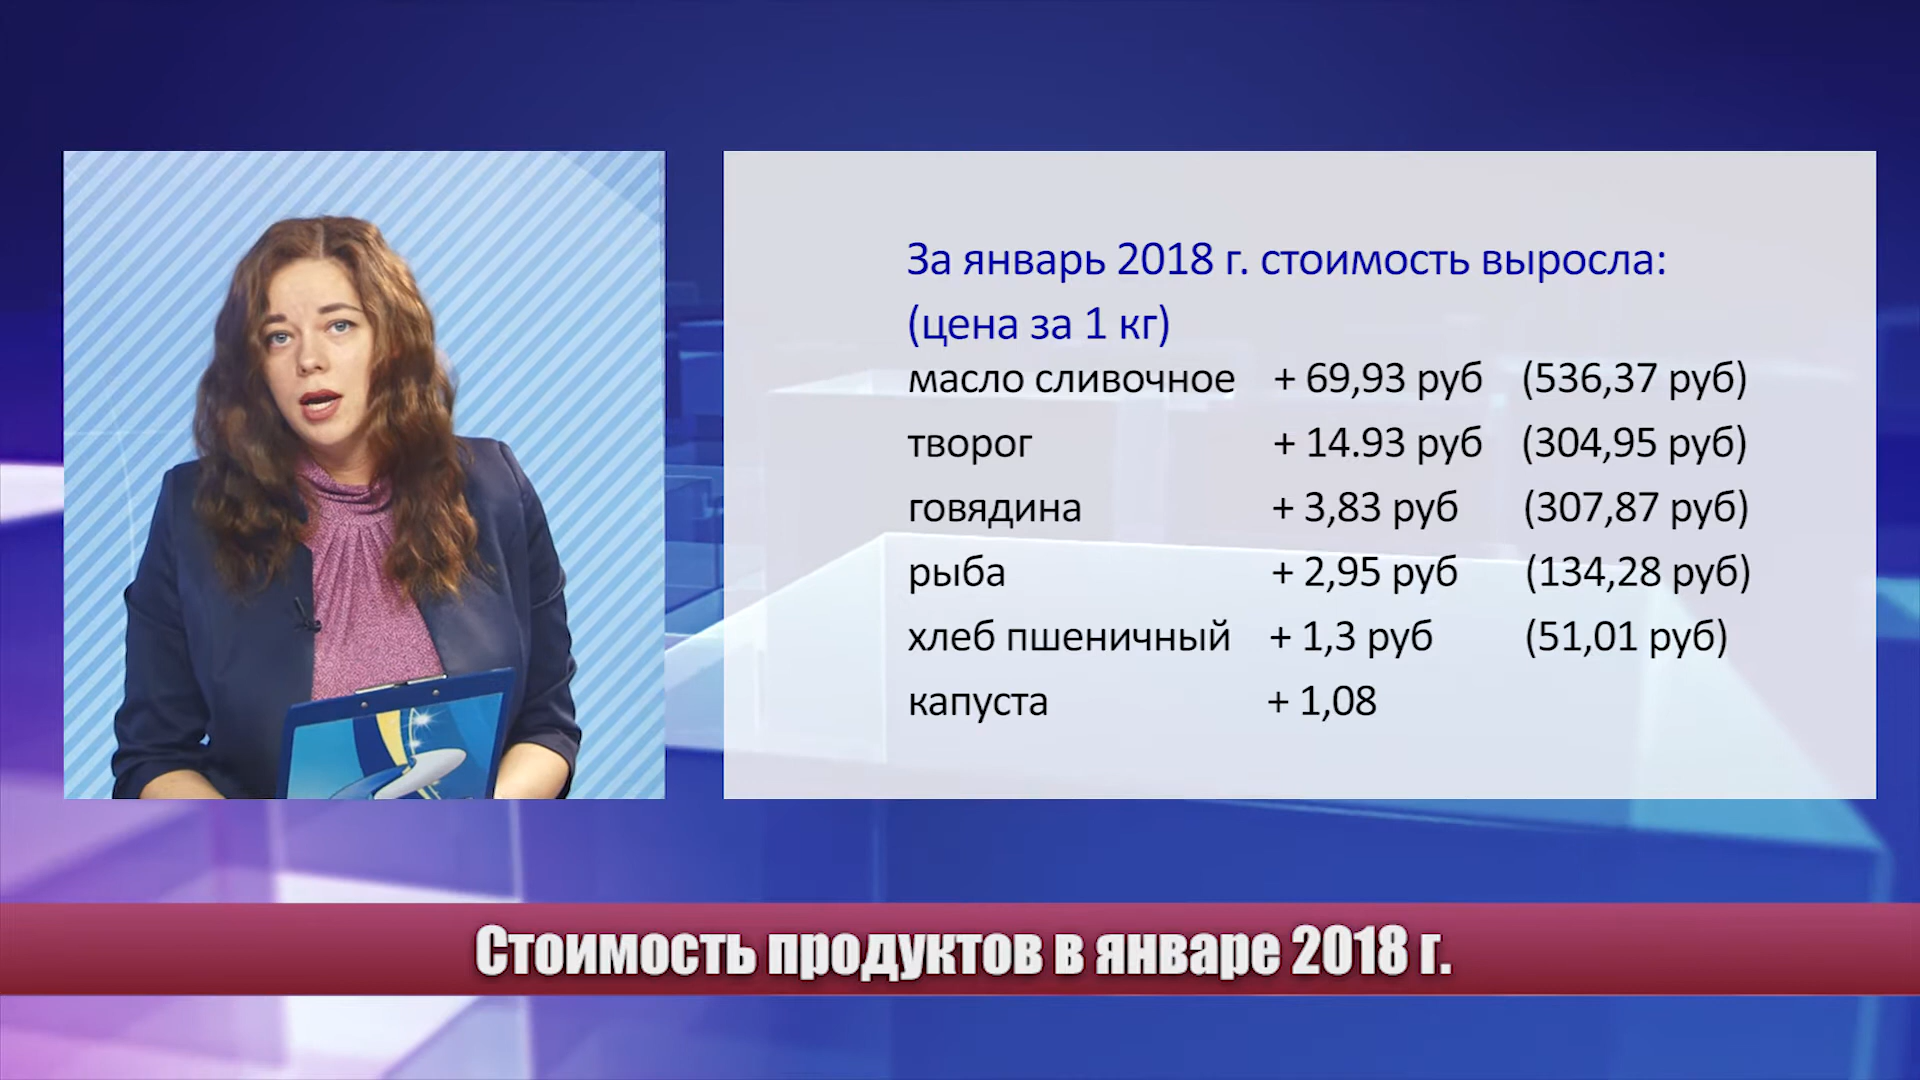 За январь 2018 г. стоимость выросла:
(цена за 1 кг)
масло сливочное + 69,93 руб (536,37 руб)
творог + 14.93 руб (304,95 руб)
говядина + 3,83 руб (307,87 руб)
рыба + 2,95 руб (134,28 руб)
хлеб пшеничный + 1,3 руб (51,01 руб)
капуста + 1,08
Стоимость продуктов в январе 2018 г.